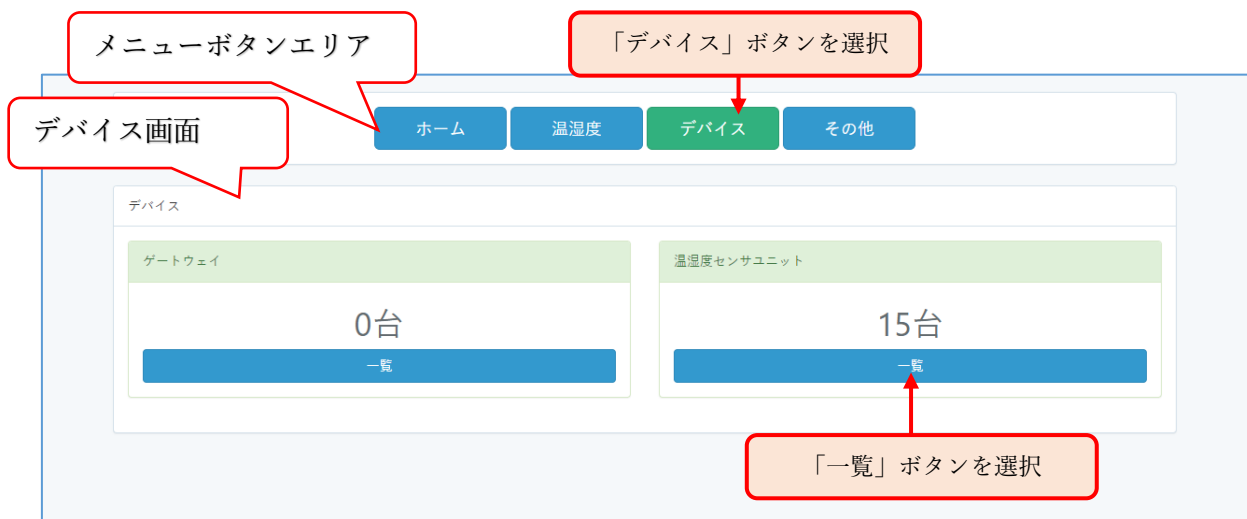 メニューボタンエリア
「デバイス」ボタンを選択
デバイス画面
ホーム
温湿度
デバイス
その他
デバイス
ゲートウェイ
温湿度センサユニット
0台
15台
一覧
一覧
「一覧」ボタンを選択